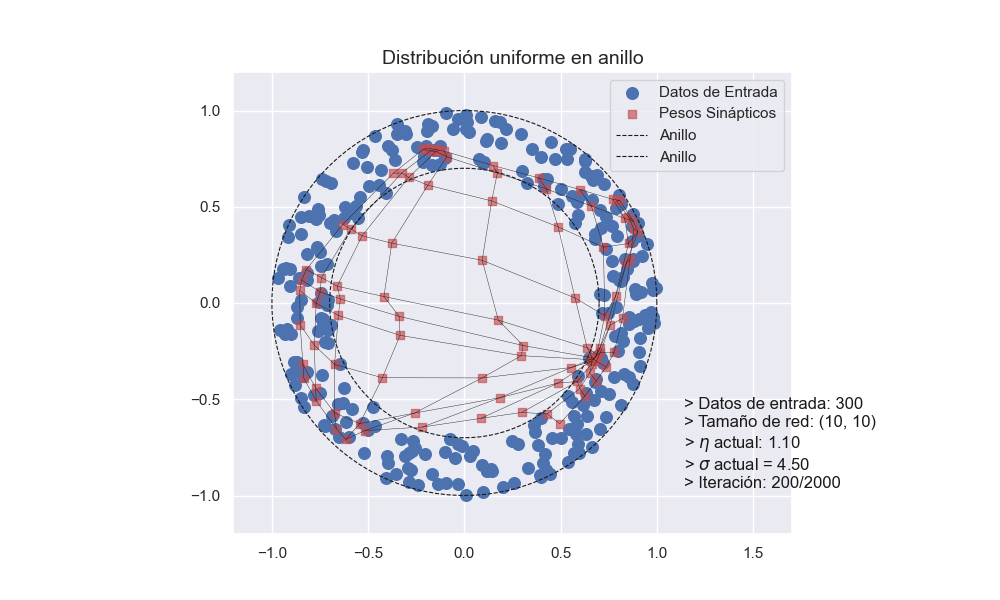 Distribución uniforme en anillo
Datos de Entrada
Pesos Sinápticos
Anillo
Anillo
1.0
0.5
0.0
−0.5
−1.0
> Datos de entrada: 300
> Tamaño de red: (10, 10)
> η actual: 1.10
> σ actual = 4.50
> Iteración: 200/2000
−1.0 −0.5 0.0 0.5 1.0 1.5